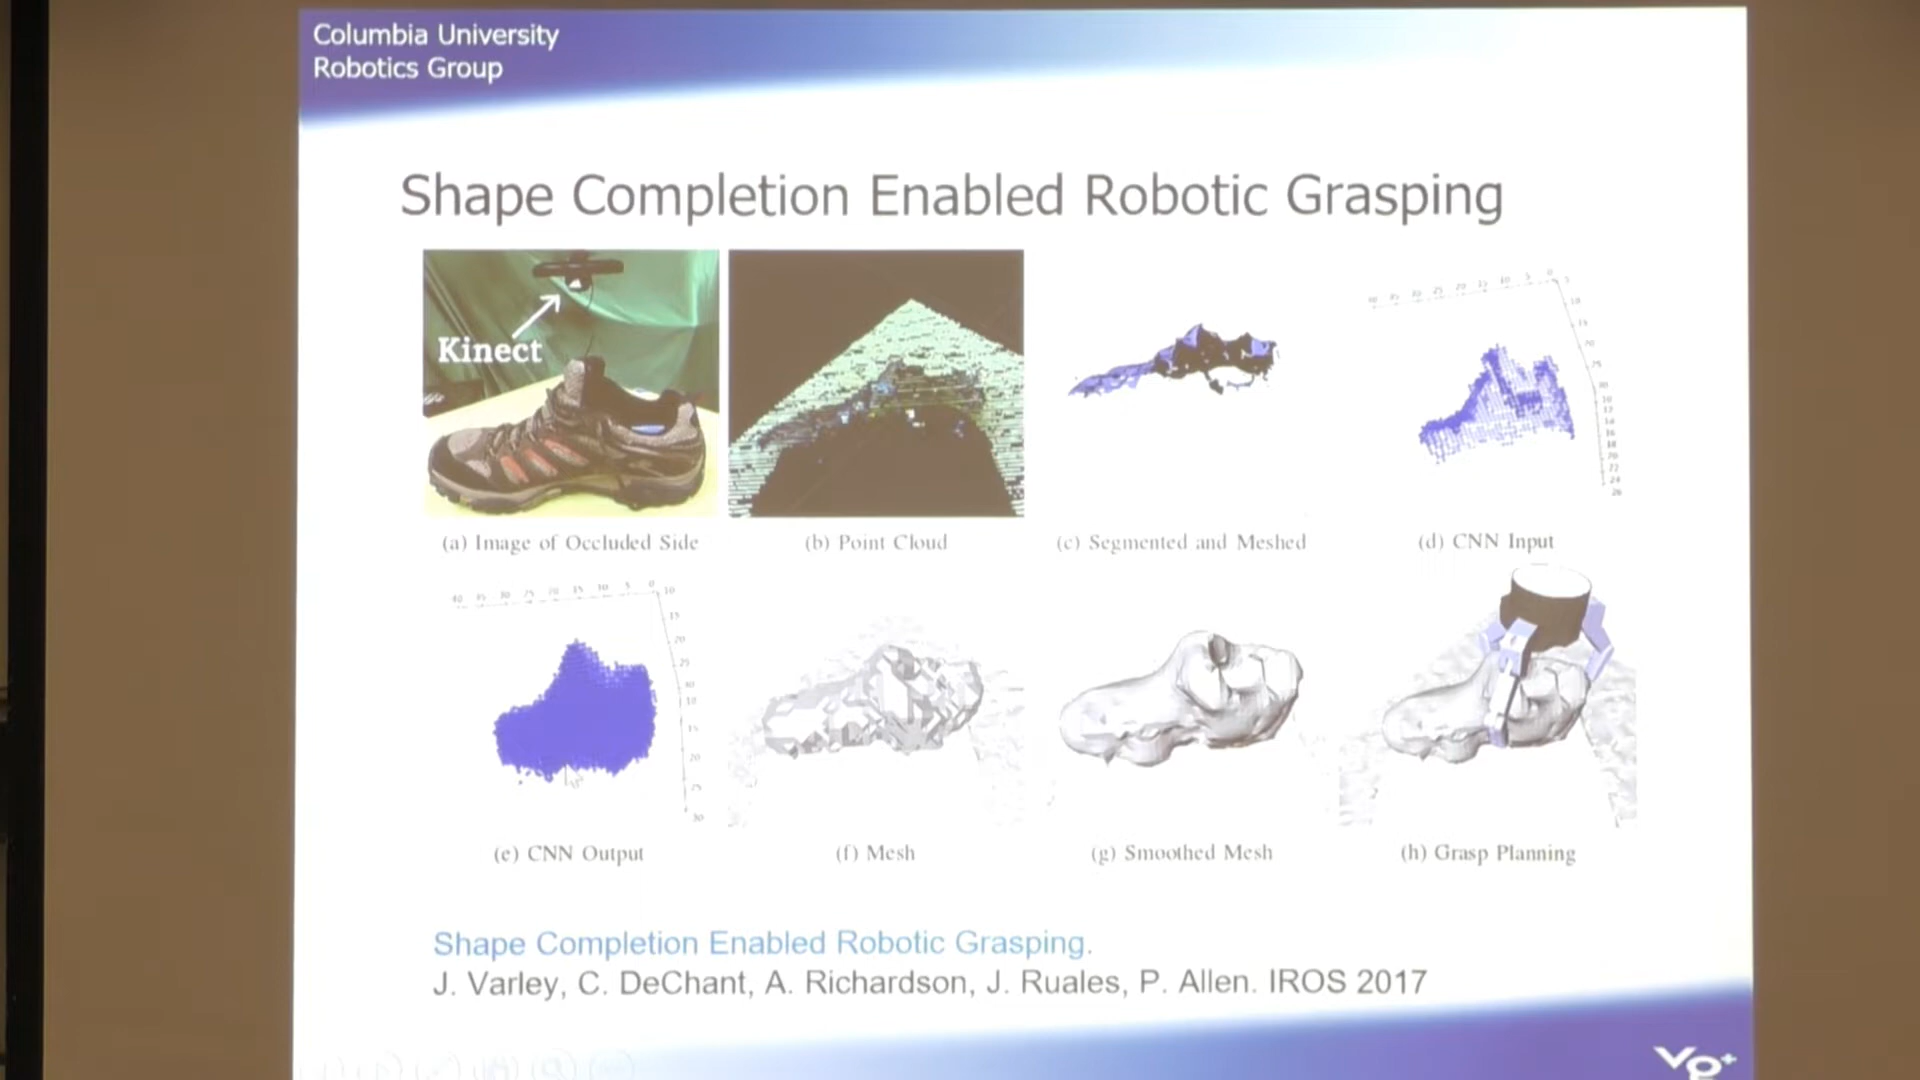 Columbia University
Robotics Group
Shape Completion Enabled Robotic Grasping
Kinect
(a) Image of Occluded Side
(b) Point Cloud
(c) Segmented and Meshed
(d) CNN Input
(e) CNN Output
(f) Mesh
(g) Smoothed Mesh
(h) Grasp Planning
Shape Completion Enabled Robotic Grasping.
J. Varley, C. DeChant, A. Richardson, J. Ruales, P. Allen. IROS 2017